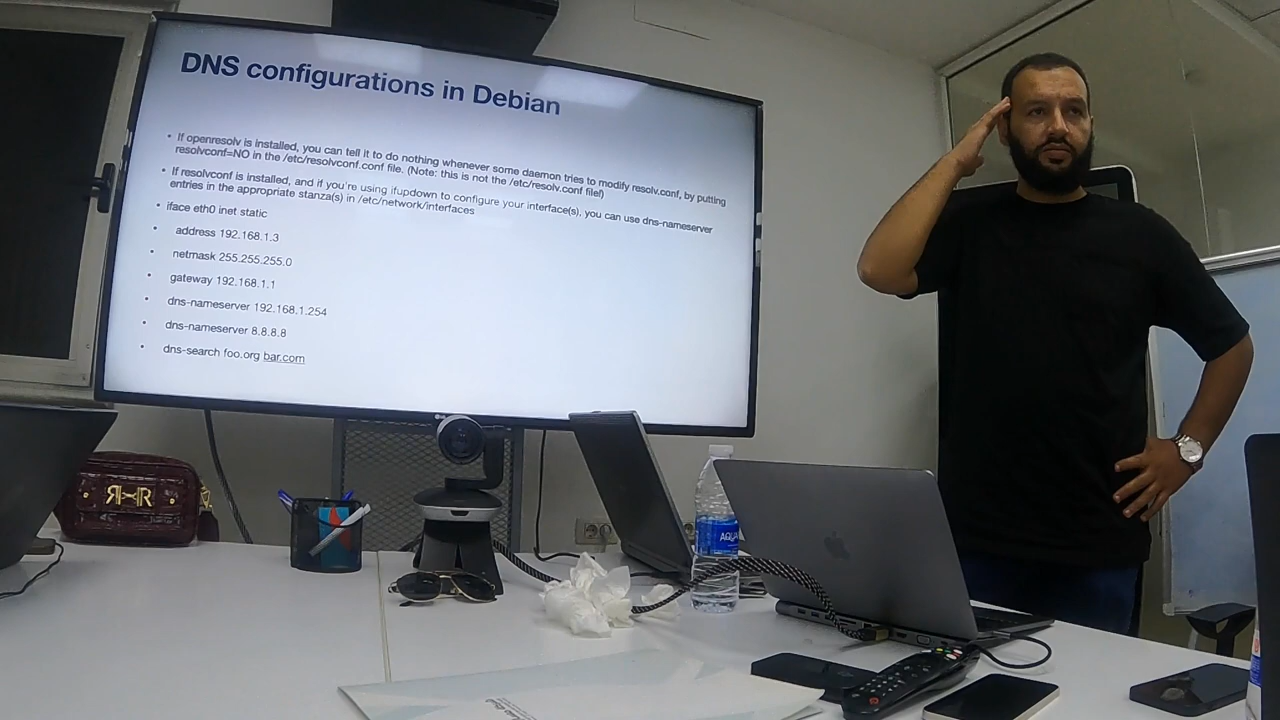 DNS configurations in Debian
• If openresolv is installed, you can tell it to do nothing whenever some daemon tries to modify resolv.conf, by putting
resolvconf=NO in the /etc/resolvconf.conf file. (Note: this is not the /etc/resolv.conf file!)
• If resolvconf is installed, and if you're using ifupdown to configure your interface(s), you can use dns-nameserver
entries in the appropriate stanza(s) in /etc/network/interfaces
• iface eth0 inet static
• address 192.168.1.3
• netmask 255.255.255.0
• gateway 192.168.1.1
• dns-nameserver 192.168.1.254
• dns-nameserver 8.8.8.8
• dns-search foo.org bar.com